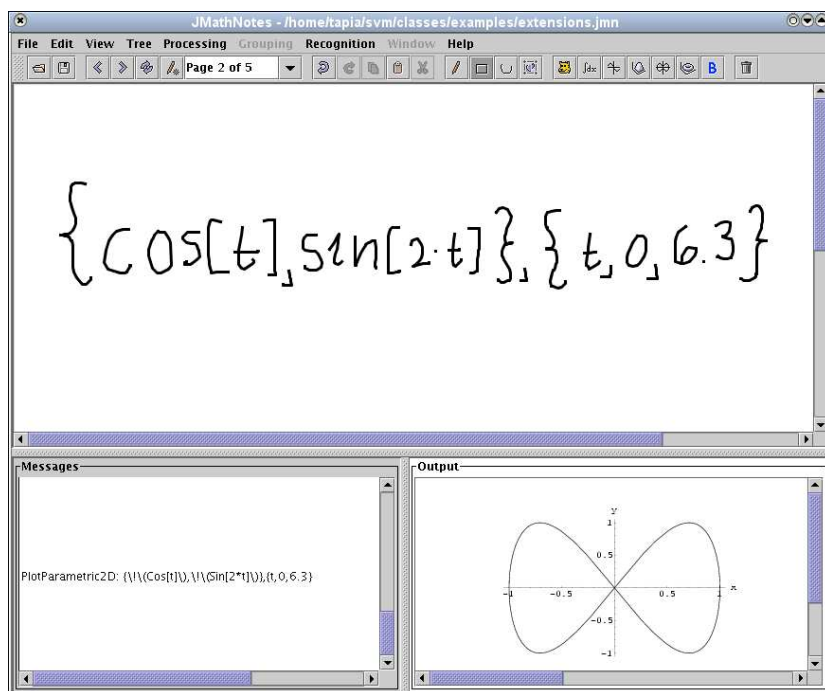 JMathNotes - /home/tapia/svm/classes/examples/extensions.jmn
File Edit View Tree Processing Grouping Recognition Window Help
Page 2 of 5 ∫dx B
{cos[t],sin[2·t]},{t,0,6.3}
Messages
PlotParametric2D: {\!\(Cos[t]\),\!\(Sin[2*t]\)},{t,0,6.3}
Output
y
1
0.5
-1 -0.5 0.5 1 x
-0.5
-1